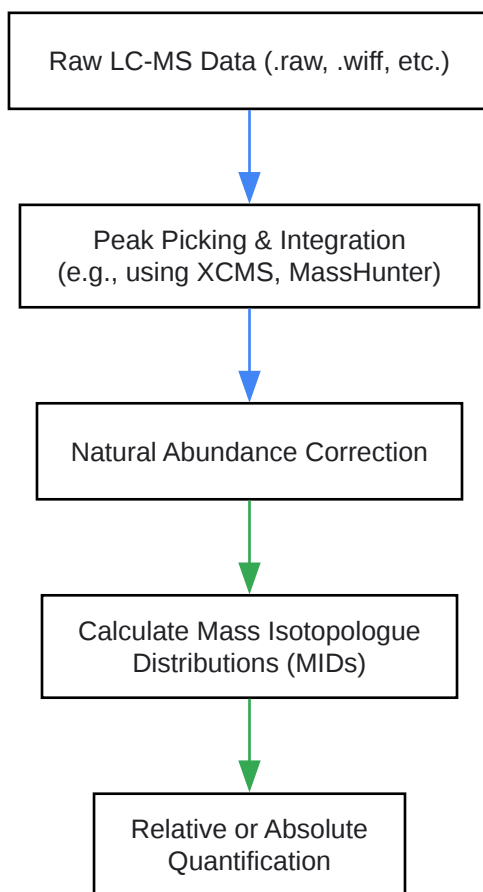 Raw LC-MS Data (.raw, .wiff, etc.)
Peak Picking & Integration
(e.g., using XCMS, MassHunter)
Natural Abundance Correction
Calculate Mass Isotopologue
Distributions (MIDs)
Relative or Absolute
Quantification